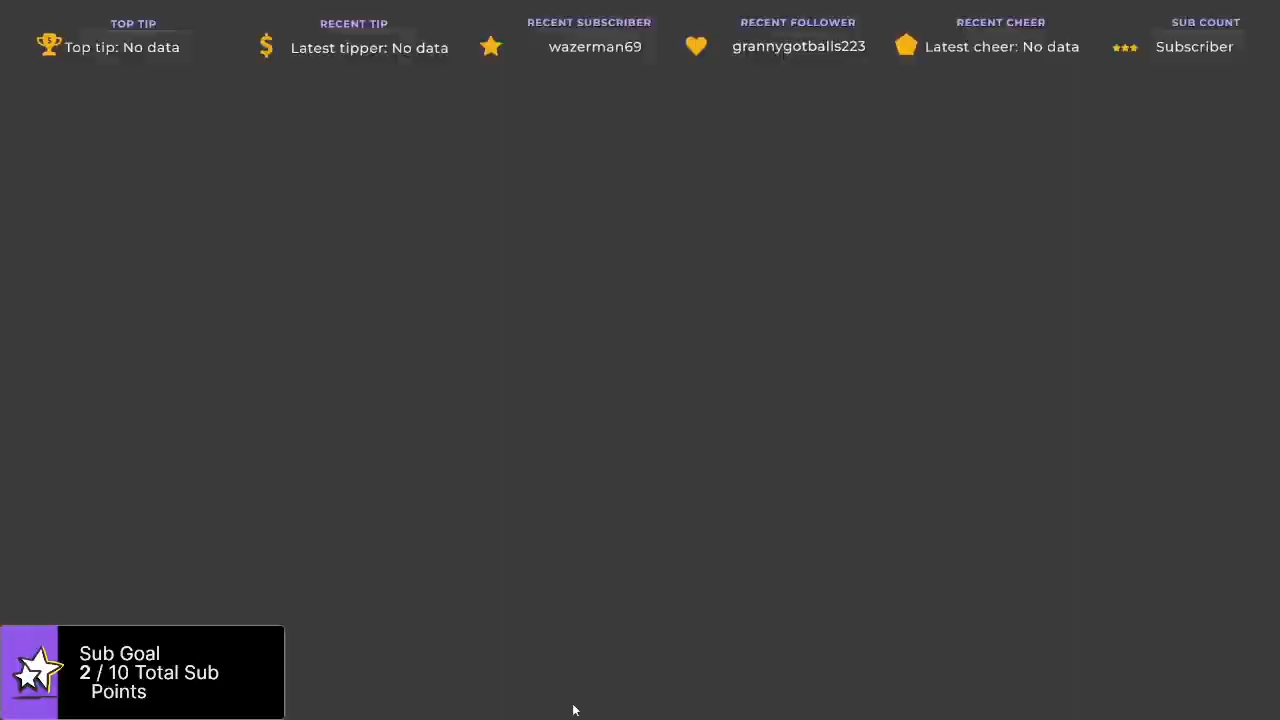 TOP TIP
Top tip: No data
RECENT TIP
Latest tipper: No data
RECENT SUBSCRIBER
wazerman69
RECENT FOLLOWER
grannygotballs223
RECENT CHEER
Latest cheer: No data
SUB COUNT
Subscriber
Sub Goal
2 / 10 Total Sub
Points